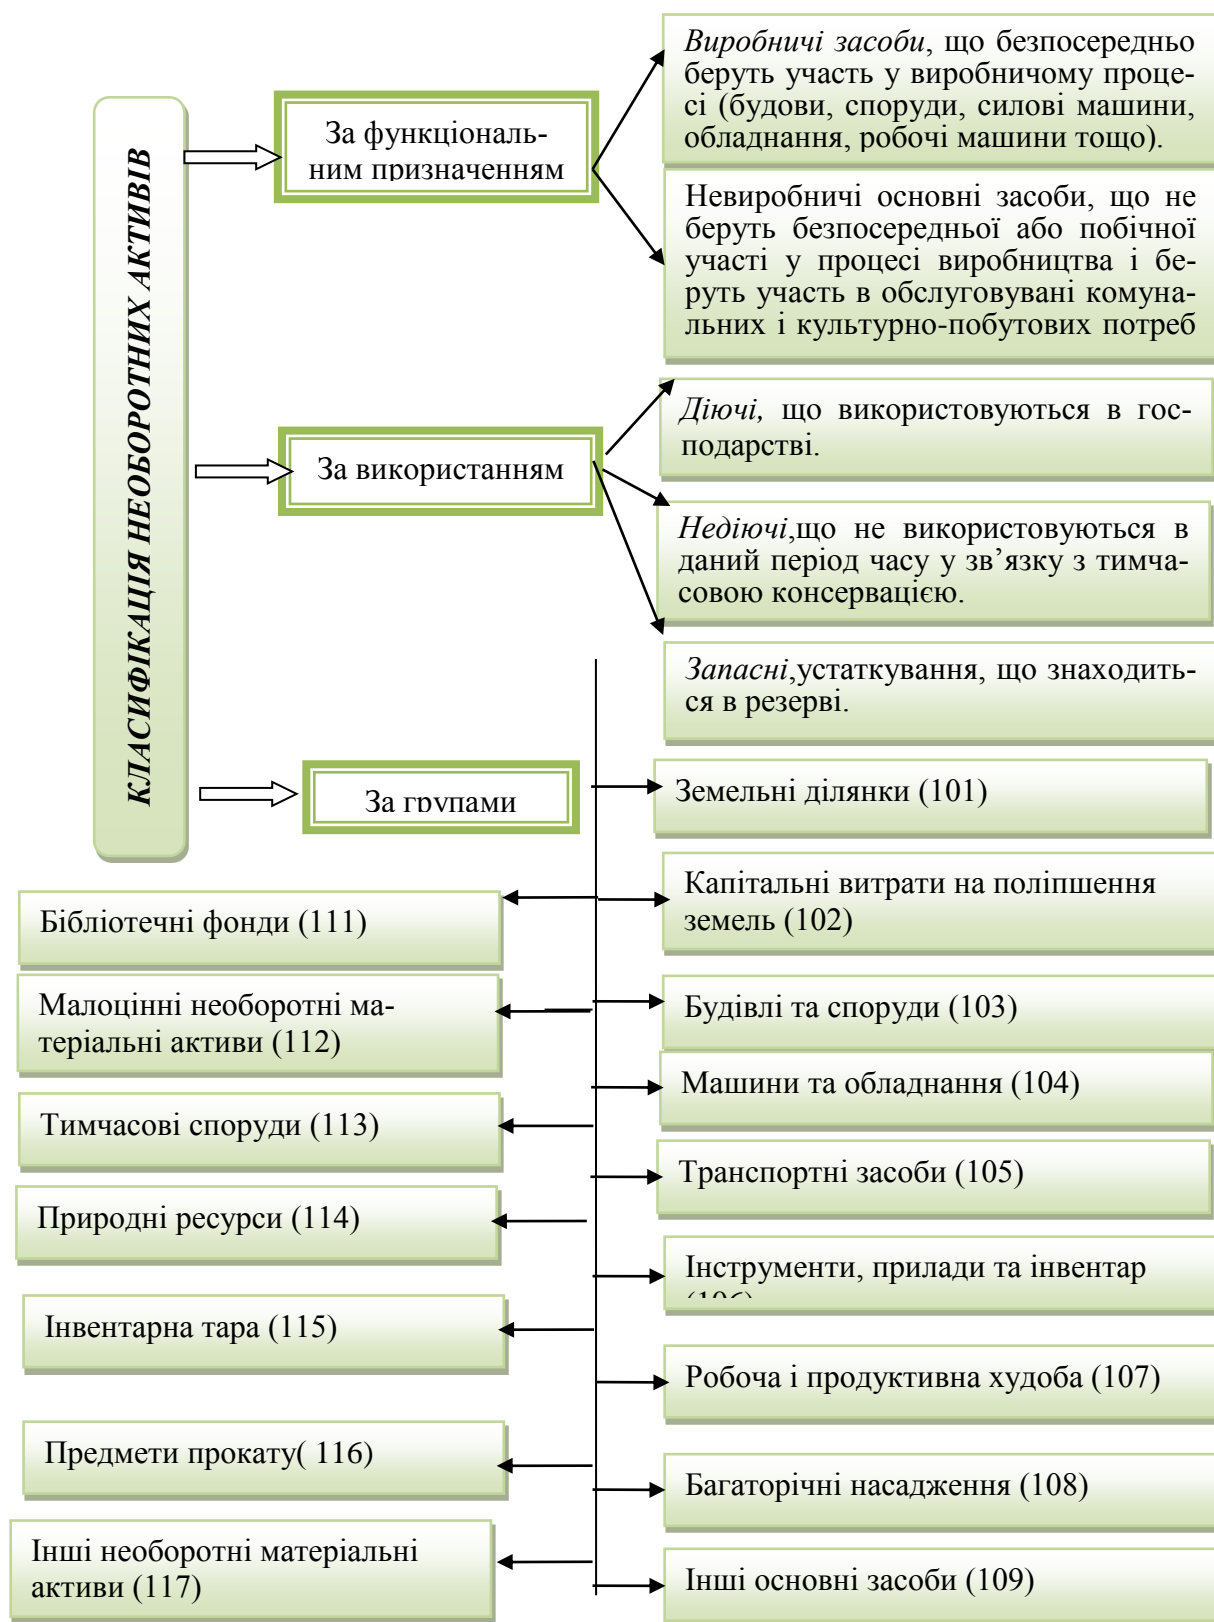 КЛАСИФІКАЦІЯ НЕОБОРОТНИХ АКТИВІВ
За функціональ-
ним призначенням
Виробничі засоби, що безпосередньо
беруть участь у виробничому проце-
сі (будови, споруди, силові машини,
обладнання, робочі машини тощо).
Невиробничі основні засоби, що не
беруть безпосередньої або побічної
участі у процесі виробництва і бе-
руть участь в обслуговувані комуна-
льних і культурно-побутових потреб
За використанням
Діючі, що використовуються в гос-
подарстві.
Недіючі,що не використовуються в
даний період часу у зв’язку з тимча-
совою консервацією.
Запасні,устаткування, що знаходить-
ся в резерві.
За групами
Земельні ділянки (101)
Капітальні витрати на поліпшення
земель (102)
Будівлі та споруди (103)
Машини та обладнання (104)
Транспортні засоби (105)
Інструменти, прилади та інвентар
(106)
Робоча і продуктивна худоба (107)
Багаторічні насадження (108)
Інші основні засоби (109)
Бібліотечні фонди (111)
Малоцінні необоротні ма-
теріальні активи (112)
Тимчасові споруди (113)
Природні ресурси (114)
Інвентарна тара (115)
Предмети прокату( 116)
Інші необоротні матеріальні
активи (117)